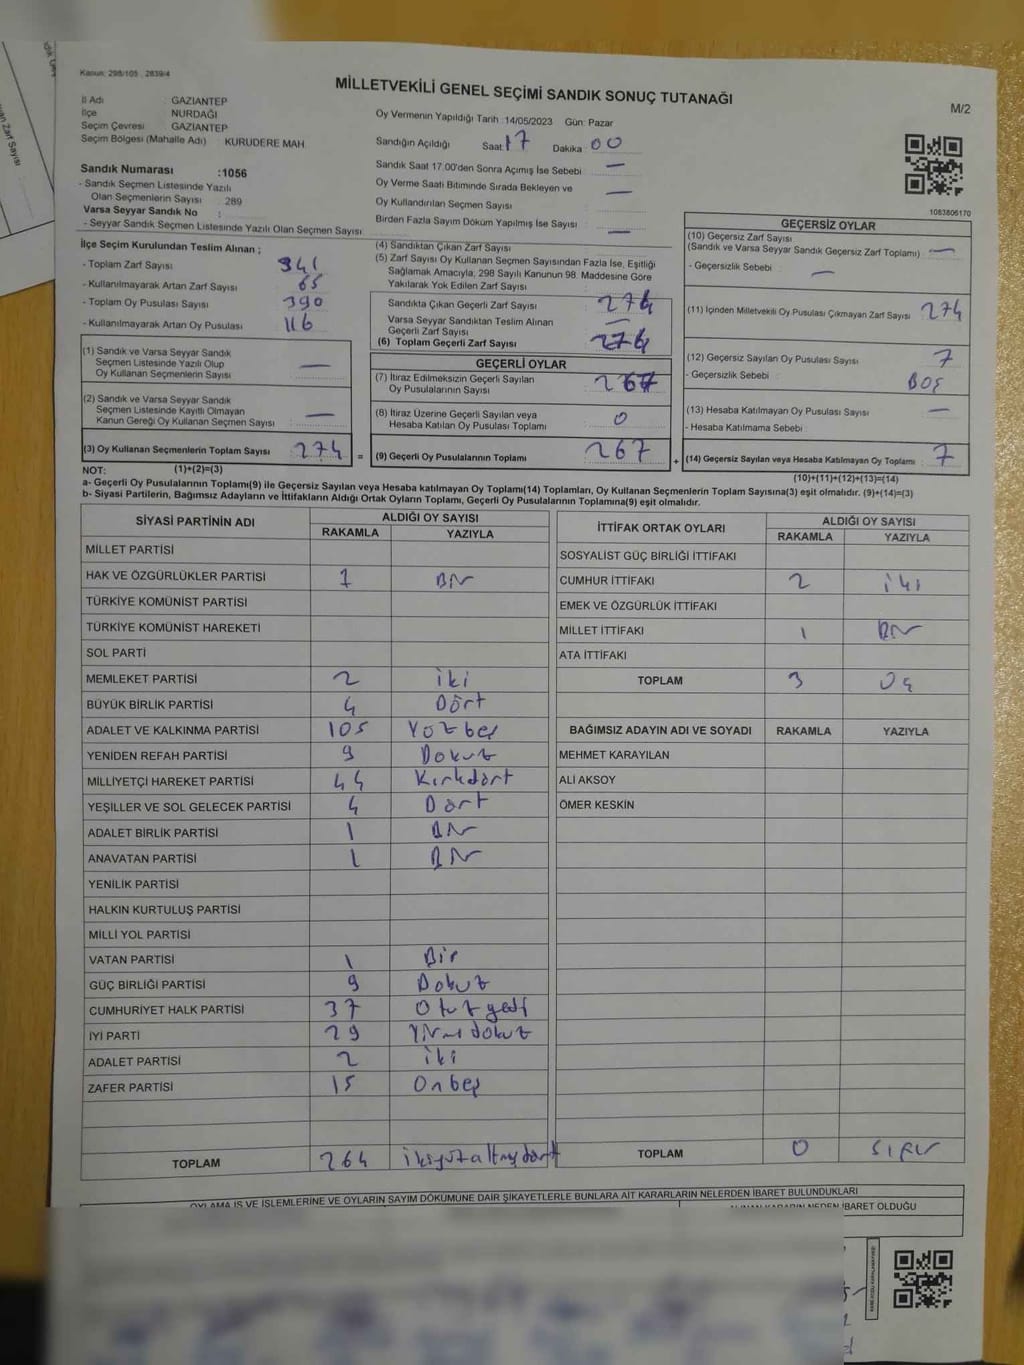 Kanun: 298/105 , 2839/4
MİLLETVEKİLİ GENEL SEÇİMİ SANDIK SONUÇ TUTANAĞI
M/2
İl Adı GAZİANTEP
İlçe NURDAĞI
Seçim Çevresi GAZİANTEP
Seçim Bölgesi (Mahalle Adı) KURUDERE MAH.
Sandık Numarası :1056
- Sandık Seçmen Listesinde Yazılı
Olan Seçmenlerin Sayısı : 289
Varsa Seyyar Sandık No :
- Seyyar Sandık Seçmen Listesinde Yazılı Olan Seçmen Sayısı
Oy Vermenin Yapıldığı Tarih :14/05/2023 Gün: Pazar
Sandığın Açıldığı Saat: 17 Dakika: 00
Sandık Saat 17:00'den Sonra Açımış İse Sebebi : —
Oy Verme Saati Bitiminde Sırada Bekleyen ve
Oy Kullandırılan Seçmen Sayısı : —
Birden Fazla Sayım Döküm Yapılmış İse Sayısı : —
1083806170
İlçe Seçim Kurulundan Teslim Alınan ;
- Toplam Zarf Sayısı : 341
- Kullanılmayarak Artan Zarf Sayısı : 65
- Toplam Oy Pusulası Sayısı : 390
- Kullanılmayarak Artan Oy Pusulası : 116
(1) Sandık ve Varsa Seyyar Sandık
Seçmen Listesinde Yazılı Olup
Oy Kullanan Seçmenlerin Sayısı : —
(2) Sandık ve Varsa Seyyar Sandık
Seçmen Listesinde Kayıtlı Olmayan
Kanun Gereği Oy Kullanan Seçmen Sayısı : —
(3) Oy Kullanan Seçmenlerin Toplam Sayısı : 274 =
(4) Sandıktan Çıkan Zarf Sayısı :
(5) Zarf Sayısı Oy Kullanan Seçmen Sayısından Fazla İse, Eşitliği
Sağlamak Amacıyla, 298 Sayılı Kanunun 98. Maddesine Göre
Yakılarak Yok Edilen Zarf Sayısı :
Sandıkta Çıkan Geçerli Zarf Sayısı : 274
Varsa Seyyar Sandıktan Teslim Alınan
Geçerli Zarf Sayısı : —
(6) Toplam Geçerli Zarf Sayısı : 274
GEÇERLİ OYLAR
(7) İtiraz Edilmeksizin Geçerli Sayılan
Oy Pusulalarının Sayısı : 267
(8) İtiraz Üzerine Geçerli Sayılan veya
Hesaba Katılan Oy Pusulası Toplamı : 0
(9) Geçerli Oy Pusulalarının Toplamı : 267 +
GEÇERSİZ OYLAR
(10) Geçersiz Zarf Sayısı
(Sandık ve Varsa Seyyar Sandık Geçersiz Zarf Toplamı) : —
- Geçersizlik Sebebi : —
(11) İçinden Milletvekili Oy Pusulası Çıkmayan Zarf Sayısı : 274
(12) Geçersiz Sayılan Oy Pusulası Sayısı : 7
- Geçersizlik Sebebi : BOŞ
(13) Hesaba Katılmayan Oy Pusulası Sayısı : —
- Hesaba Katılmama Sebebi :
(14) Geçersiz Sayılan veya Hesaba Katılmayan Oy Toplamı : 7
NOT: (1)+(2)=(3) (10)+(11)+(12)+(13)=(14)
a- Geçerli Oy Pusulalarının Toplamı(9) ile Geçersiz Sayılan veya Hesaba katılmayan Oy Toplamı(14) Toplamları, Oy Kullanan Seçmenlerin Toplam Sayısına(3) eşit olmalıdır. (9)+(14)=(3)
b- Siyasi Partilerin, Bağımsız Adayların ve İttifakların Aldığı Ortak Oyların Toplamı, Geçerli Oy Pusulalarının Toplamına(9) eşit olmalıdır.
SİYASİ PARTİNİN ADI ALDIĞI OY SAYISI
RAKAMLA YAZIYLA
MİLLET PARTİSİ
HAK VE ÖZGÜRLÜKLER PARTİSİ 1 Bir
TÜRKİYE KOMÜNİST PARTİSİ
TÜRKİYE KOMÜNİST HAREKETİ
SOL PARTİ
MEMLEKET PARTİSİ 2 iki
BÜYÜK BİRLİK PARTİSİ 4 Dört
ADALET VE KALKINMA PARTİSİ 105 Yüzbeş
YENİDEN REFAH PARTİSİ 9 Dokuz
MİLLİYETÇİ HAREKET PARTİSİ 44 Kırkdört
YEŞİLLER VE SOL GELECEK PARTİSİ 4 Dört
ADALET BİRLİK PARTİSİ 1 Bir
ANAVATAN PARTİSİ 1 Bir
YENİLİK PARTİSİ
HALKIN KURTULUŞ PARTİSİ
MİLLİ YOL PARTİSİ
VATAN PARTİSİ 1 Bir
GÜÇ BİRLİĞİ PARTİSİ 9 Dokuz
CUMHURİYET HALK PARTİSİ 37 Otuz yedi
İYİ PARTİ 29 Yirmi dokuz
ADALET PARTİSİ 2 iki
ZAFER PARTİSİ 15 Onbeş
TOPLAM 264 ikiyüzaltmışdört
İTTİFAK ORTAK OYLARI ALDIĞI OY SAYISI
RAKAMLA YAZIYLA
SOSYALİST GÜÇ BİRLİĞİ İTTİFAKI
CUMHUR İTTİFAKI 2 iki
EMEK VE ÖZGÜRLÜK İTTİFAKI
MİLLET İTTİFAKI 1 Bir
ATA İTTİFAKI
TOPLAM 3 Üç
BAĞIMSIZ ADAYIN ADI VE SOYADI RAKAMLA YAZIYLA
MEHMET KARAYILAN
ALİ AKSOY
ÖMER KESKİN
TOPLAM 0 SIFIR
OYLAMA İŞ VE İŞLEMLERİNE VE OYLARIN SAYIM DÖKÜMÜNE DAİR ŞİKAYETLERLE BUNLARA AİT KARARLARIN NELERDEN İBARET BULUNDUKLARI
ALINAN KARARIN NEDEN İBARET OLDUĞU